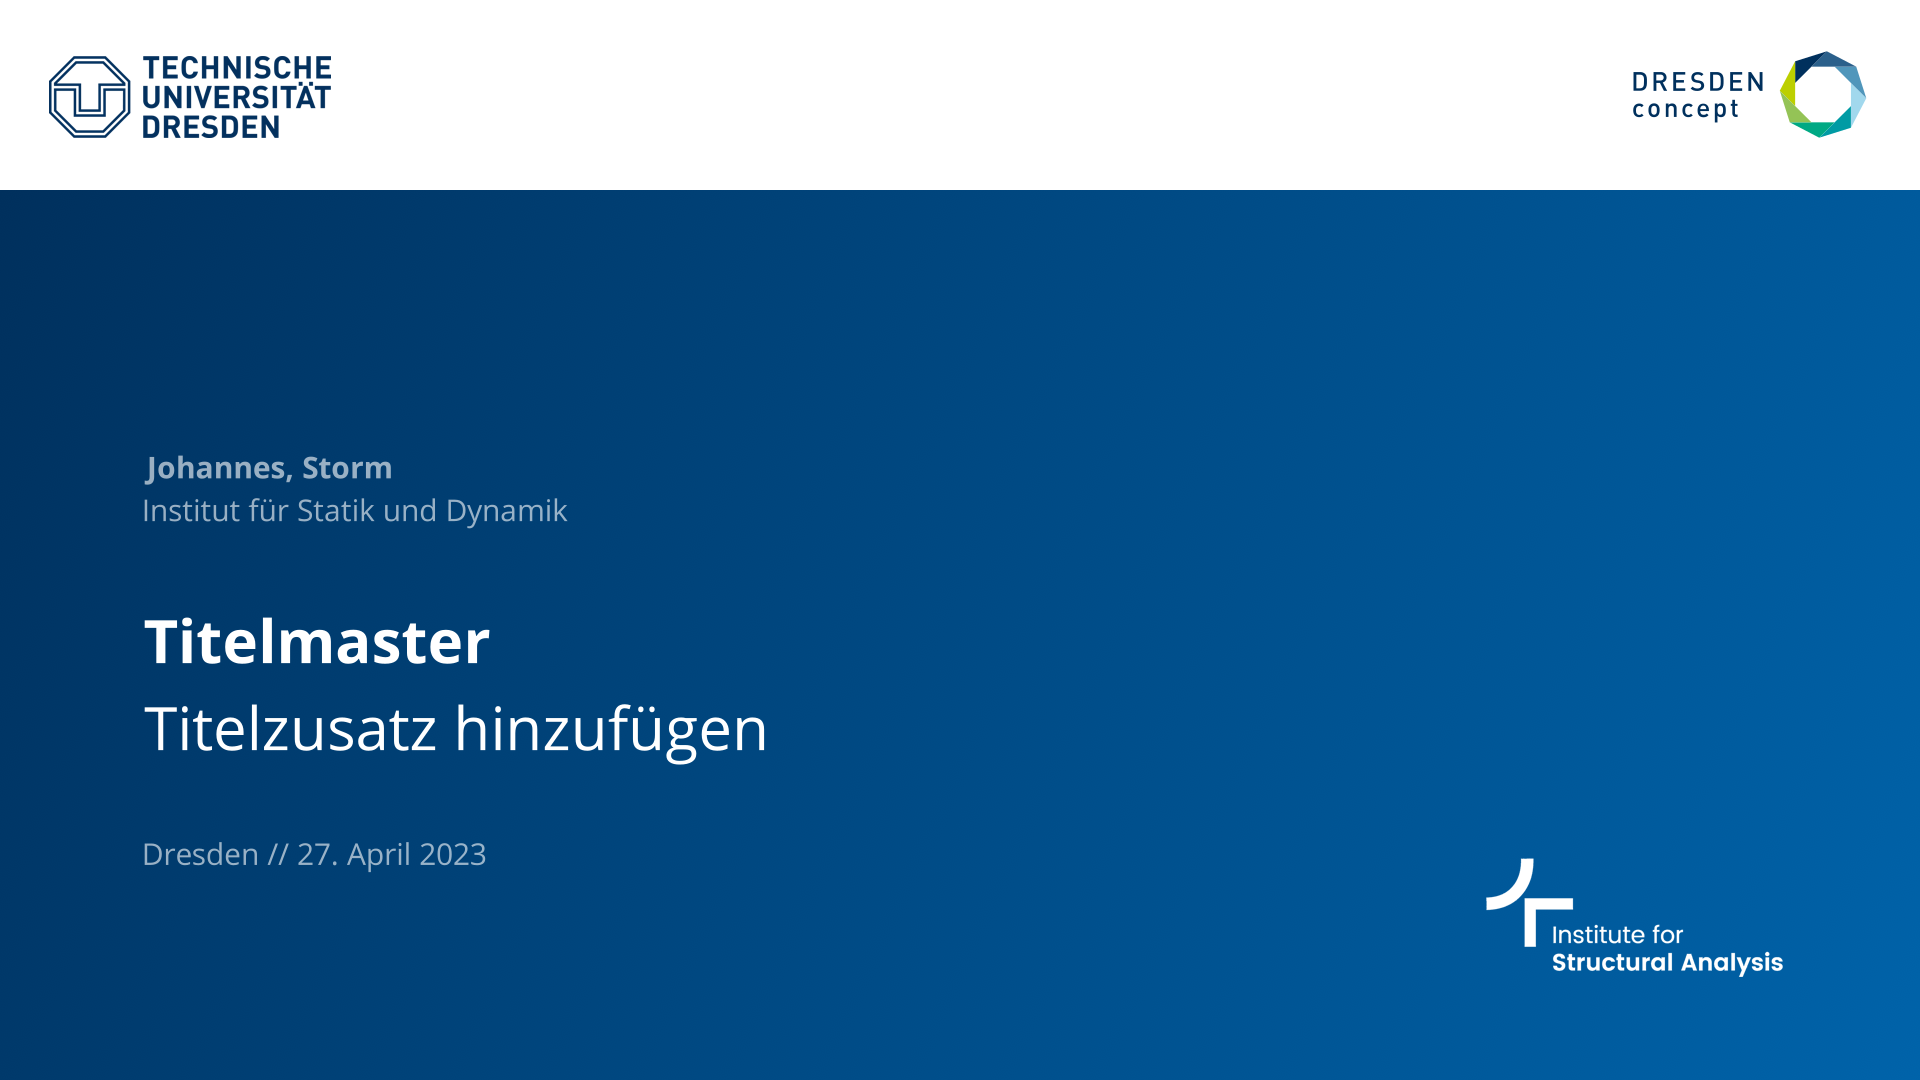 TECHNISCHE
UNIVERSITÄT
DRESDEN
DRESDEN
concept
Johannes, Storm
Institut für Statik und Dynamik
Titelmaster
Titelzusatz hinzufügen
Dresden // 27. April 2023
Institute for
Structural Analysis